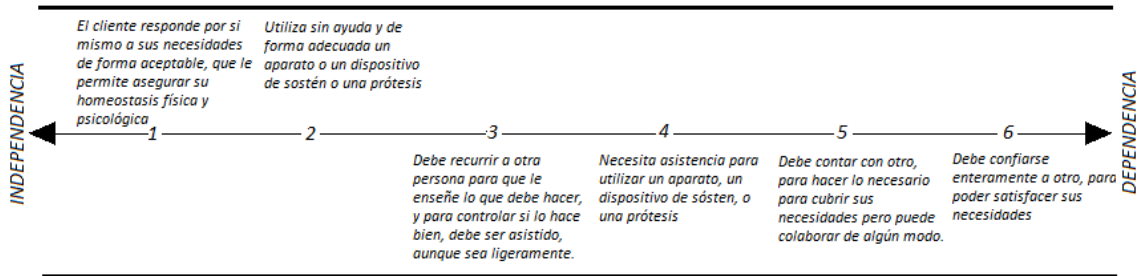 El cliente responde por si
mismo a sus necesidades
de forma aceptable, que le
permite asegurar su
homeostasis física y
psicológica
Utiliza sin ayuda y de
forma adecuada un
aparato o un dispositivo
de sostén o una prótesis
INDEPENDENCIA
1
2
3
4
5
6
DEPENDENCIA
Debe recurrir a otra
persona para que le
enseñe lo que debe hacer,
y para controlar si lo hace
bien, debe ser asistido,
aunque sea ligeramente.
Necesita asistencia para
utilizar un aparato, un
dispositivo de sósten, o
una prótesis
Debe contar con otro,
para hacer lo necesario
para cubrir sus
necesidades pero puede
colaborar de algún modo.
Debe confiarse
enteramente a otro, para
poder satisfacer sus
necesidades